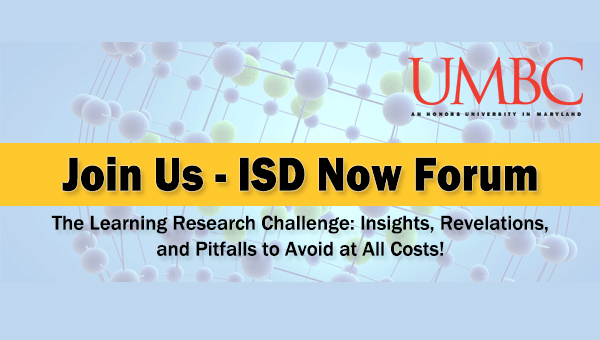 UMBC
AN HONORS UNIVERSITY IN MARYLAND
Join Us - ISD Now Forum
The Learning Research Challenge: Insights, Revelations,
and Pitfalls to Avoid at All Costs!